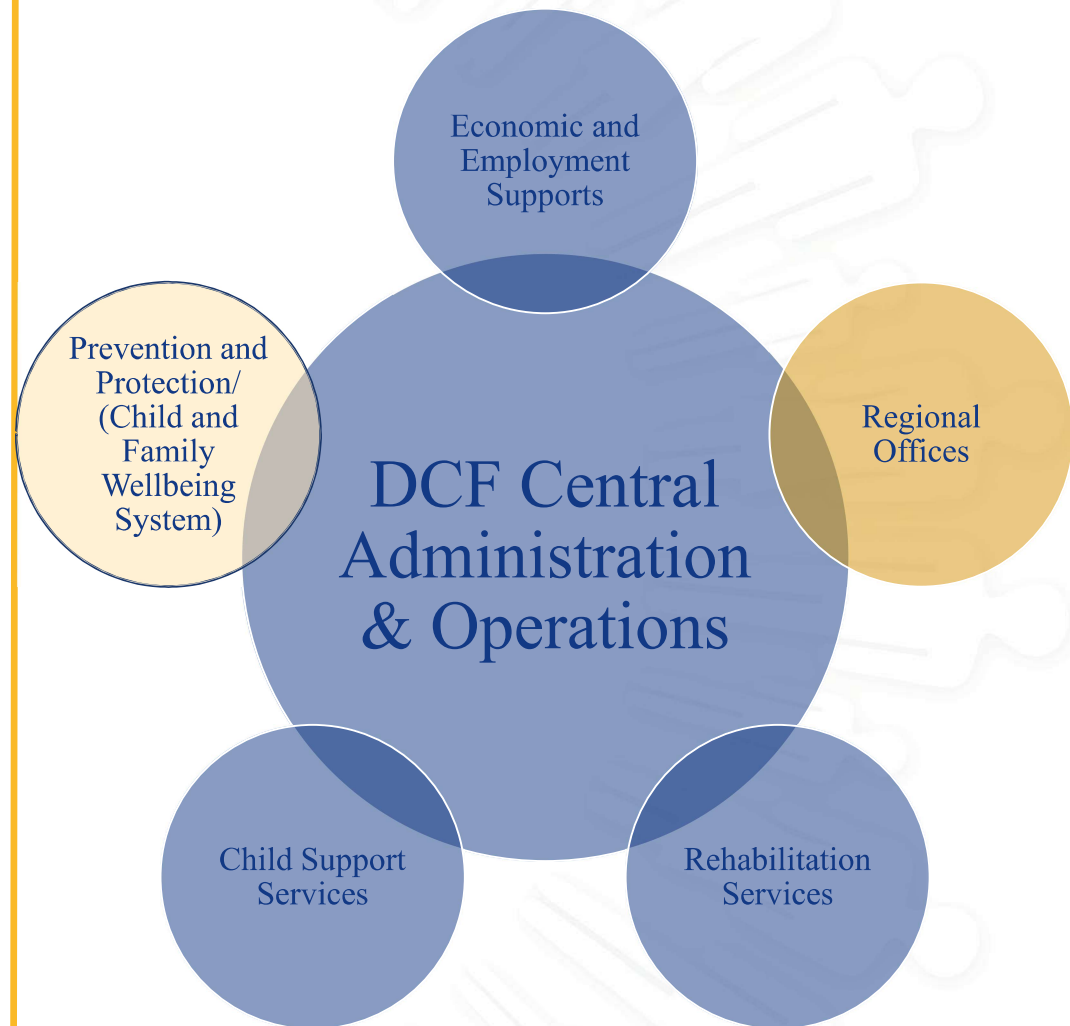 Economic and
Employment
Supports
Prevention and
Protection/
(Child and
Family
Wellbeing
System)
Regional
Offices
DCF Central
Administration
& Operations
Child Support
Services
Rehabilitation
Services